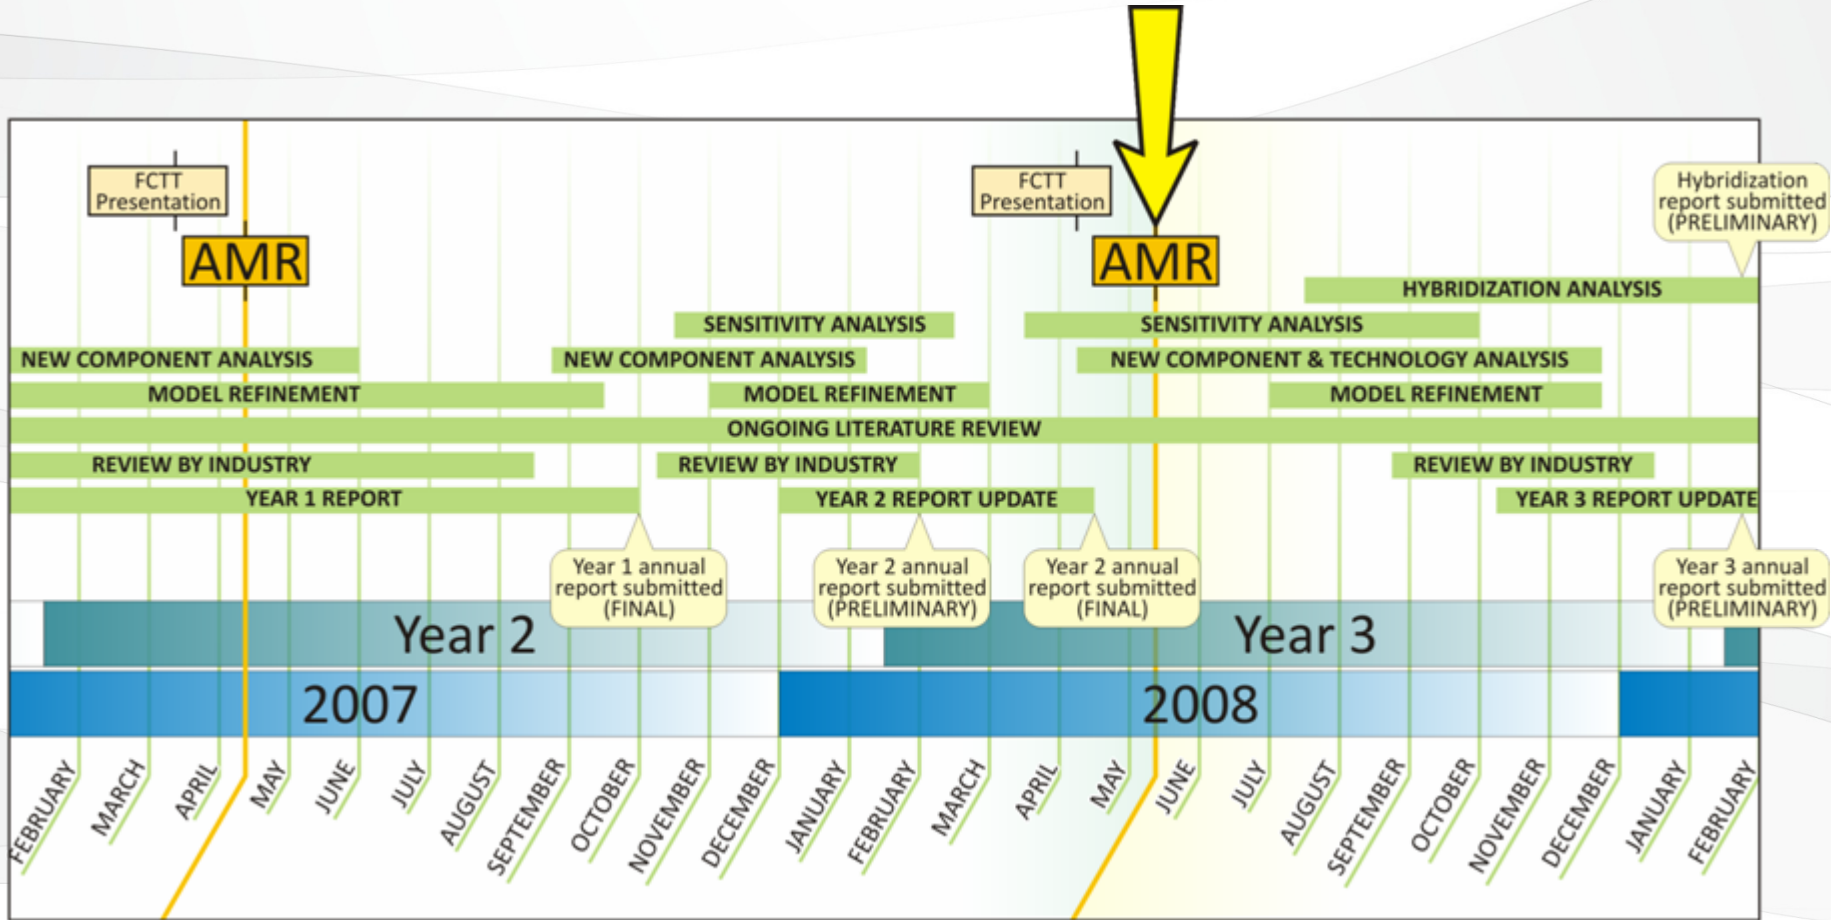 FCTT
Presentation
AMR
FCTT
Presentation
AMR
Hybridization
report submitted
(PRELIMINARY)
HYBRIDIZATION ANALYSIS
SENSITIVITY ANALYSIS
SENSITIVITY ANALYSIS
NEW COMPONENT ANALYSIS
NEW COMPONENT ANALYSIS
NEW COMPONENT & TECHNOLOGY ANALYSIS
MODEL REFINEMENT
MODEL REFINEMENT
MODEL REFINEMENT
ONGOING LITERATURE REVIEW
REVIEW BY INDUSTRY
REVIEW BY INDUSTRY
REVIEW BY INDUSTRY
YEAR 1 REPORT
YEAR 2 REPORT UPDATE
YEAR 3 REPORT UPDATE
Year 1 annual
report submitted
(FINAL)
Year 2 annual
report submitted
(PRELIMINARY)
Year 2 annual
report submitted
(FINAL)
Year 3 annual
report submitted
(PRELIMINARY)
Year 2
Year 3
2007
2008
FEBRUARY
MARCH
APRIL
MAY
JUNE
JULY
AUGUST
SEPTEMBER
OCTOBER
NOVEMBER
DECEMBER
JANUARY
FEBRUARY
MARCH
APRIL
MAY
JUNE
JULY
AUGUST
SEPTEMBER
OCTOBER
NOVEMBER
DECEMBER
JANUARY
FEBRUARY